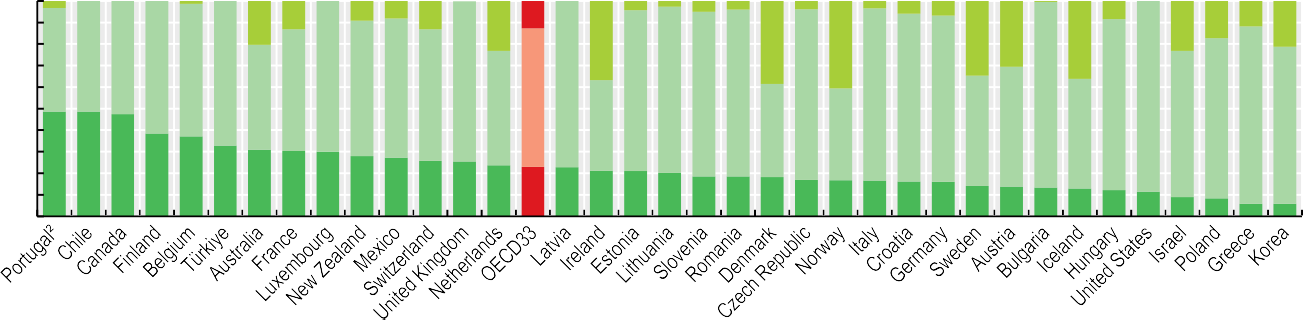 Portugal²
Chile
Canada
Finland
Belgium
Türkiye
Australia
France
Luxembourg
New Zealand
Mexico
Switzerland
United Kingdom
Netherlands
OECD33
Latvia
Ireland
Estonia
Lithuania
Slovenia
Romania
Denmark
Czech Republic
Norway
Italy
Croatia
Germany
Sweden
Austria
Bulgaria
Iceland
Hungary
United States
Israel
Poland
Greece
Korea